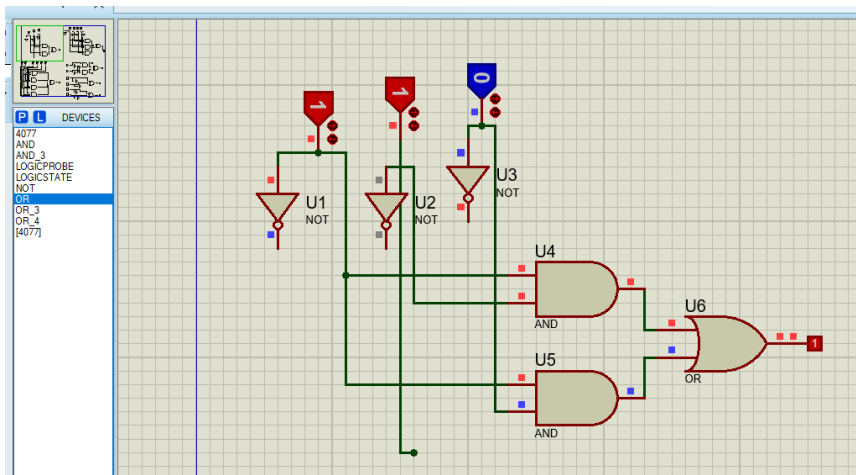 P L DEVICES
4077
AND
AND_3
LOGICPROBE
LOGICSTATE
NOT
OR
OR_3
OR_4
[4077]
1
1
0
U1
NOT
U2
NOT
U3
NOT
U4
AND
U5
AND
U6
OR
1